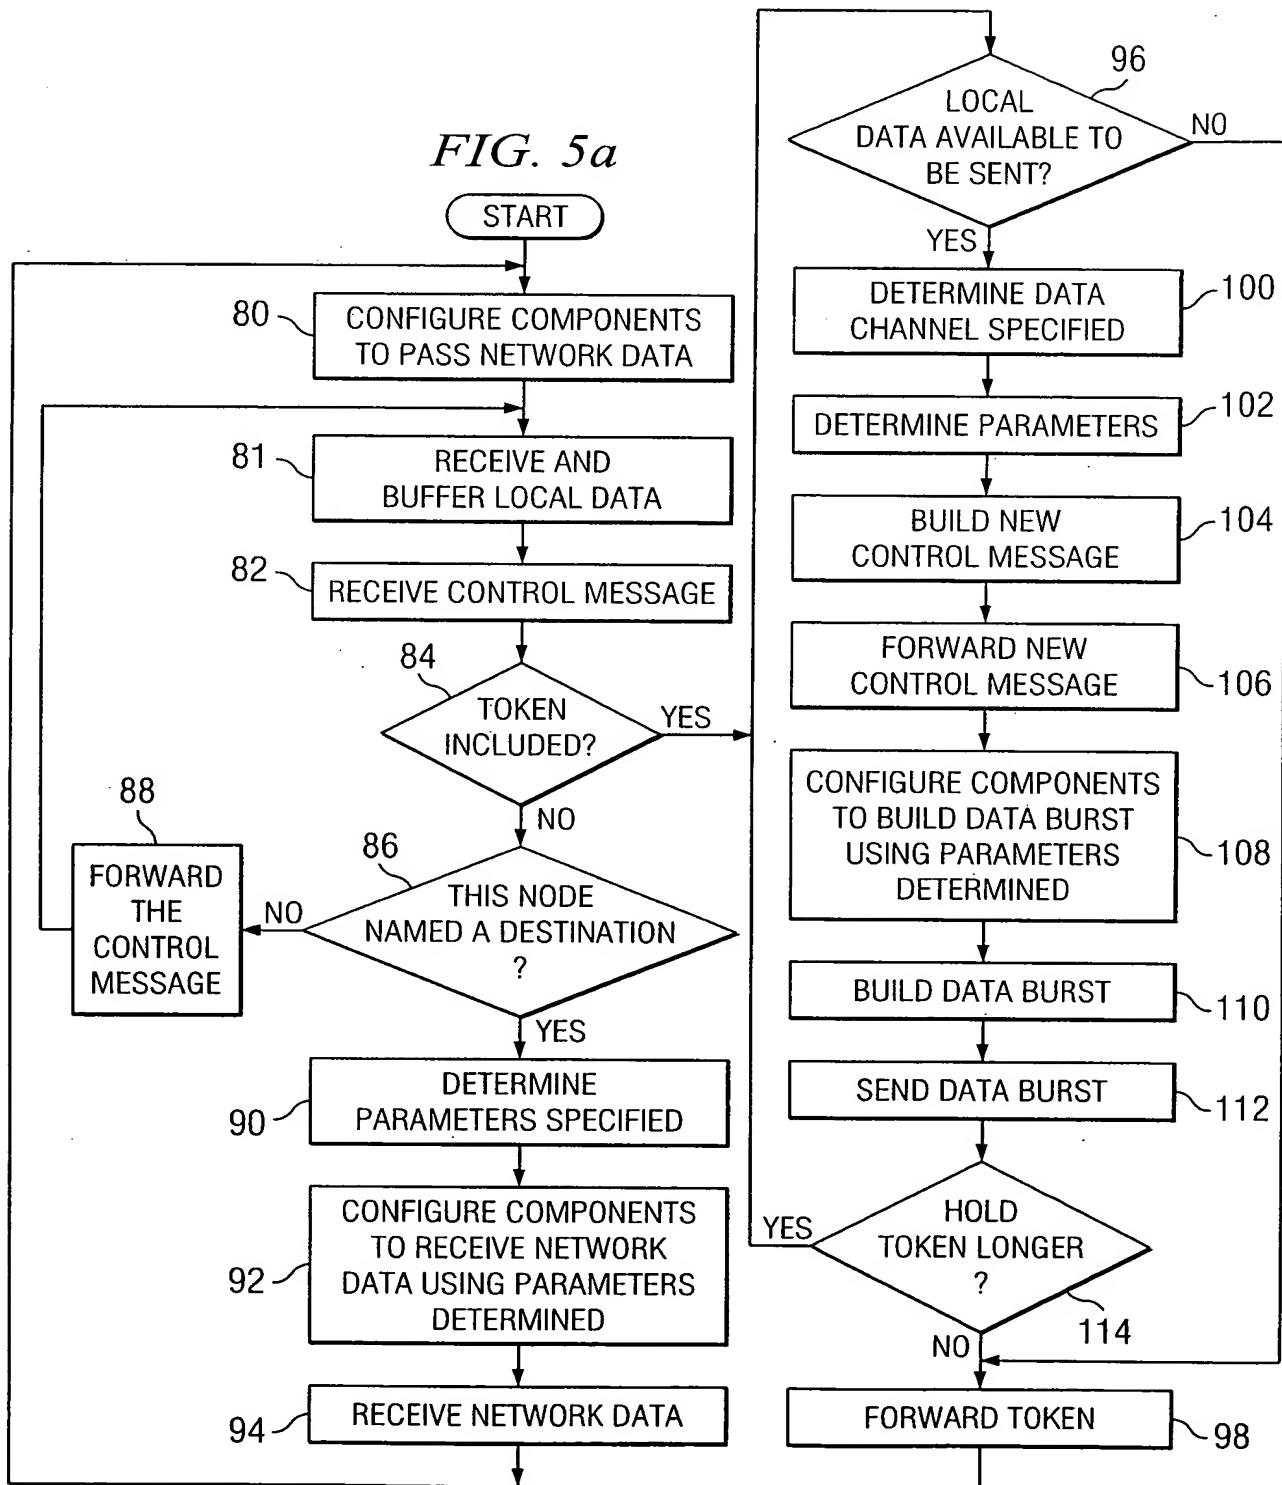 FIG. 5a
START
80
CONFIGURE COMPONENTS
TO PASS NETWORK DATA
81
RECEIVE AND
BUFFER LOCAL DATA
82
RECEIVE CONTROL MESSAGE
84
TOKEN
INCLUDED?
YES
NO
86
THIS NODE
NAMED A DESTINATION
?
NO
88
FORWARD
THE
CONTROL
MESSAGE
YES
90
DETERMINE
PARAMETERS SPECIFIED
92
CONFIGURE COMPONENTS
TO RECEIVE NETWORK
DATA USING PARAMETERS
DETERMINED
94
RECEIVE NETWORK DATA
96
LOCAL
DATA AVAILABLE TO
BE SENT?
NO
YES
DETERMINE DATA
CHANNEL SPECIFIED
100
DETERMINE PARAMETERS
102
BUILD NEW
CONTROL MESSAGE
104
FORWARD NEW
CONTROL MESSAGE
106
CONFIGURE COMPONENTS
TO BUILD DATA BURST
USING PARAMETERS
DETERMINED
108
BUILD DATA BURST
110
SEND DATA BURST
112
HOLD
TOKEN LONGER
?
YES
114
NO
FORWARD TOKEN
98